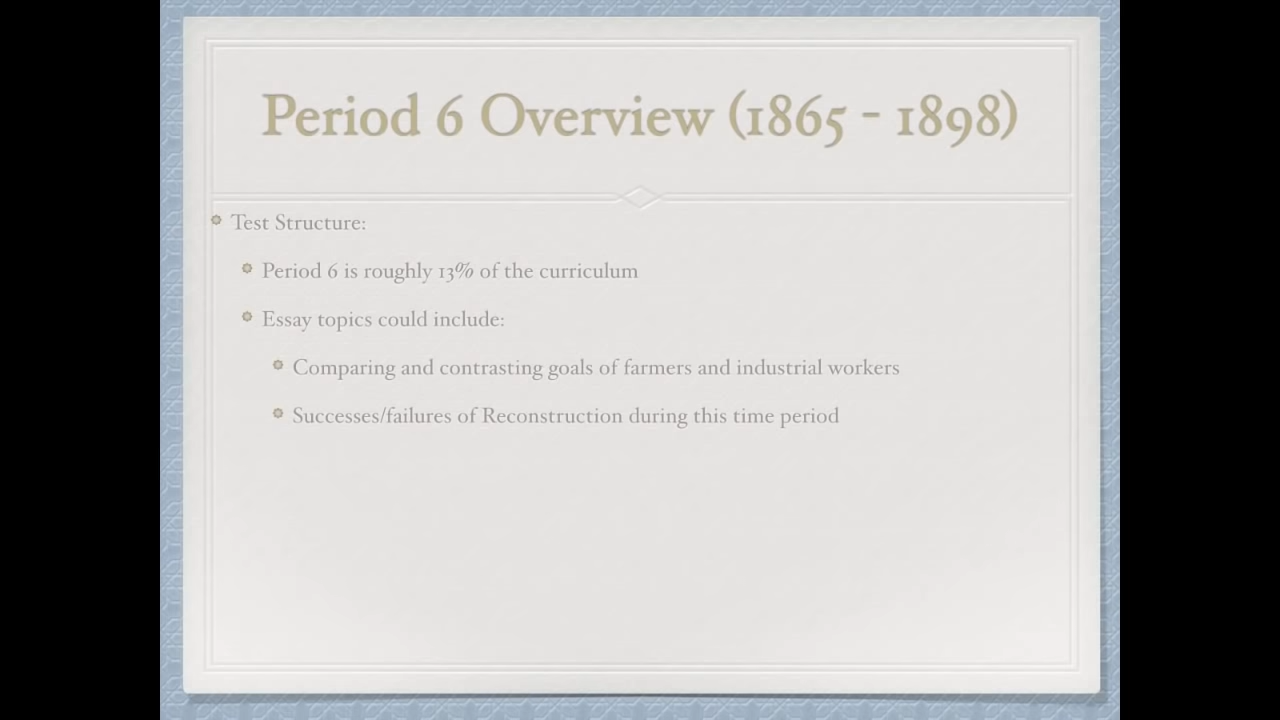 Period 6 Overview (1865 - 1898)
Test Structure:
Period 6 is roughly 13% of the curriculum
Essay topics could include:
Comparing and contrasting goals of farmers and industrial workers
Successes/failures of Reconstruction during this time period